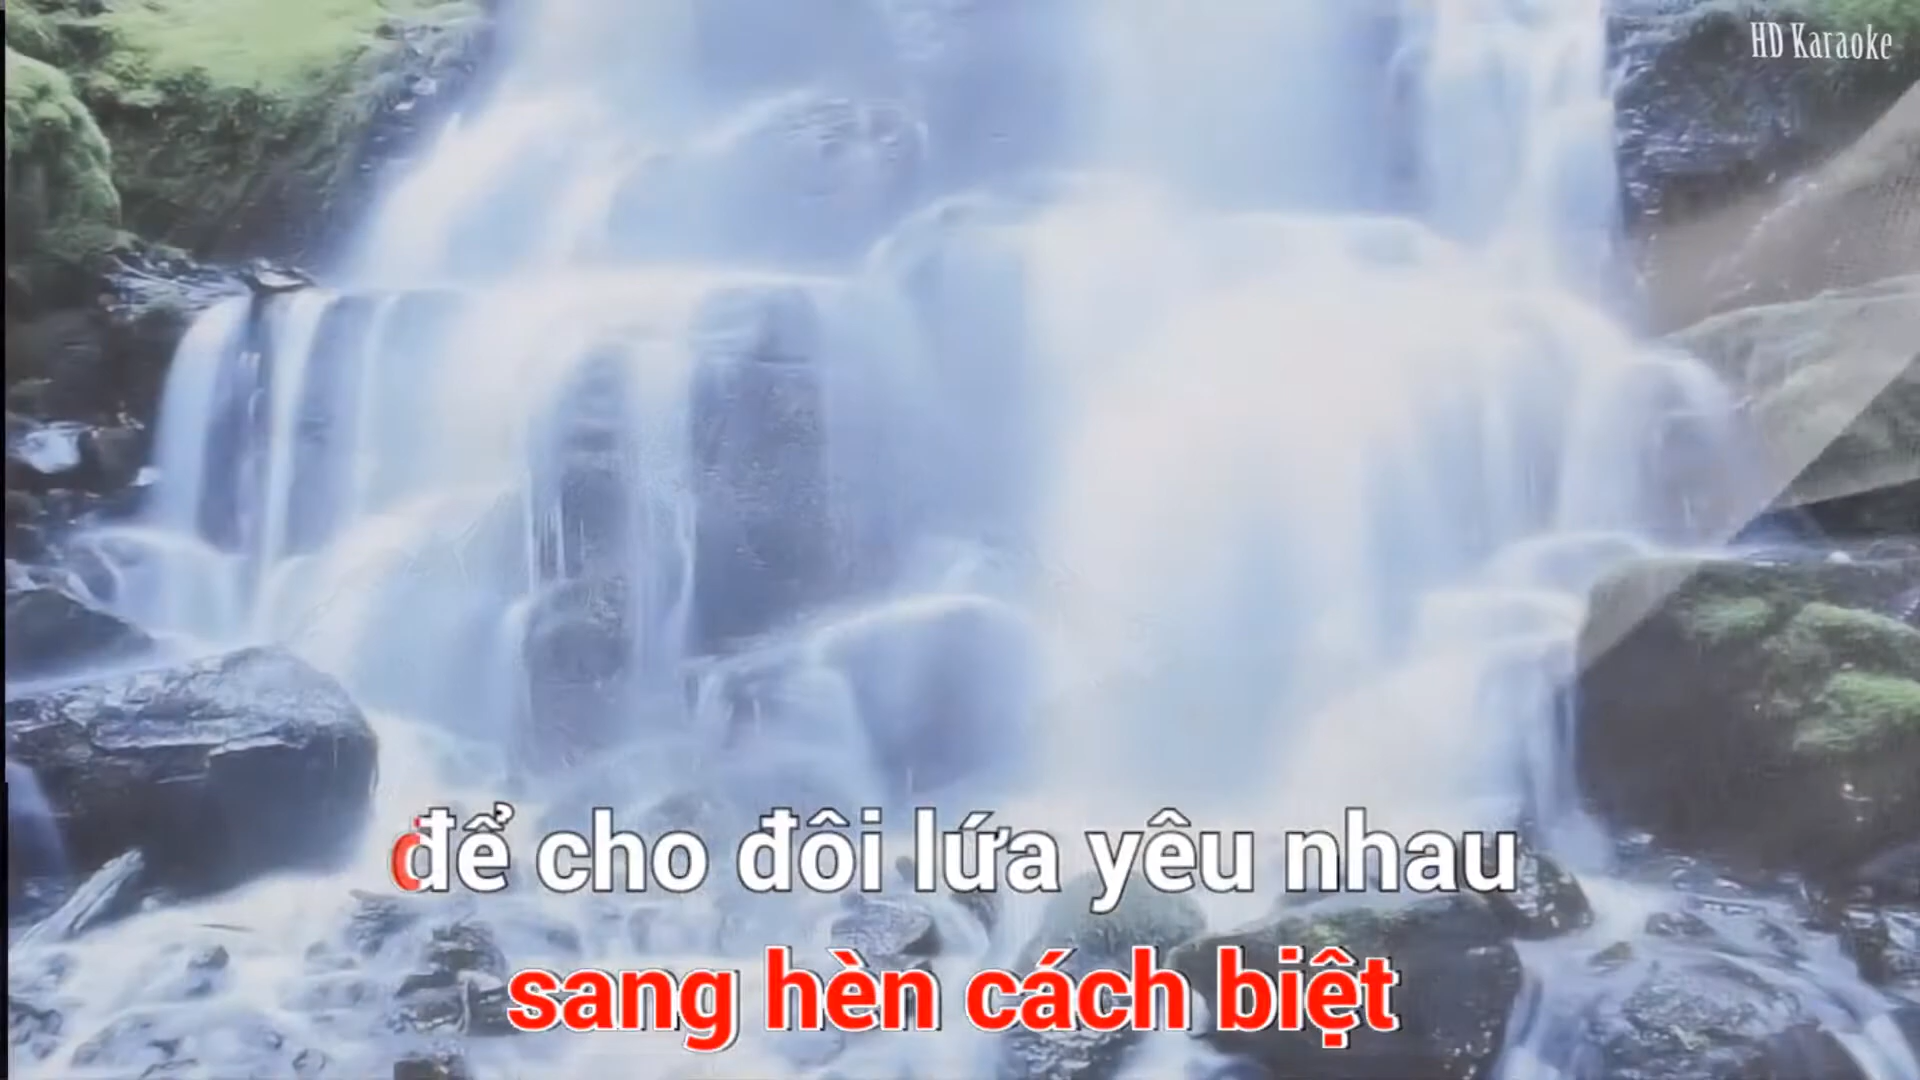 HD Karaoke
để cho đôi lứa yêu nhau
sang hèn cách biệt